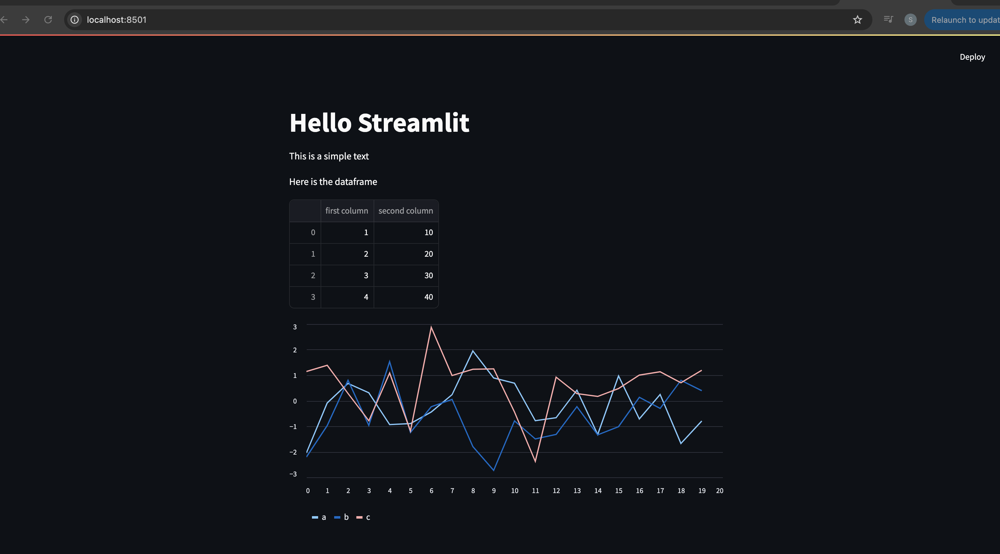 localhost:8501
S
Relaunch to updat
Deploy
Hello Streamlit
This is a simple text
Here is the dataframe
first column second column
0 1 10
1 2 20
2 3 30
3 4 40
3
2
1
0
−1
−2
−3
0 1 2 3 4 5 6 7 8 9 10 11 12 13 14 15 16 17 18 19 20
a b c